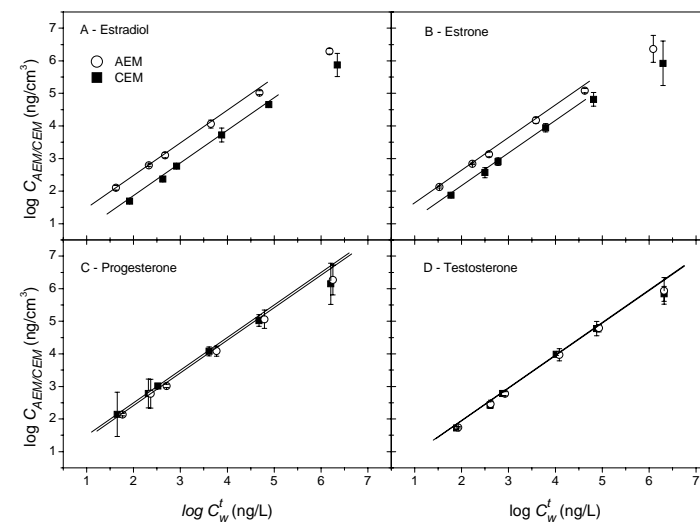 A - Estradiol
AEM
CEM
B - Estrone
7
6
5
4
3
2
1
log C_AEM/CEM (ng/cm³)
C - Progesterone
D - Testosterone
7
6
5
4
3
2
1
log C_AEM/CEM (ng/cm³)
1 2 3 4 5 6 7
1 2 3 4 5 6 7
log C_w^t (ng/L)
log C_w^t (ng/L)